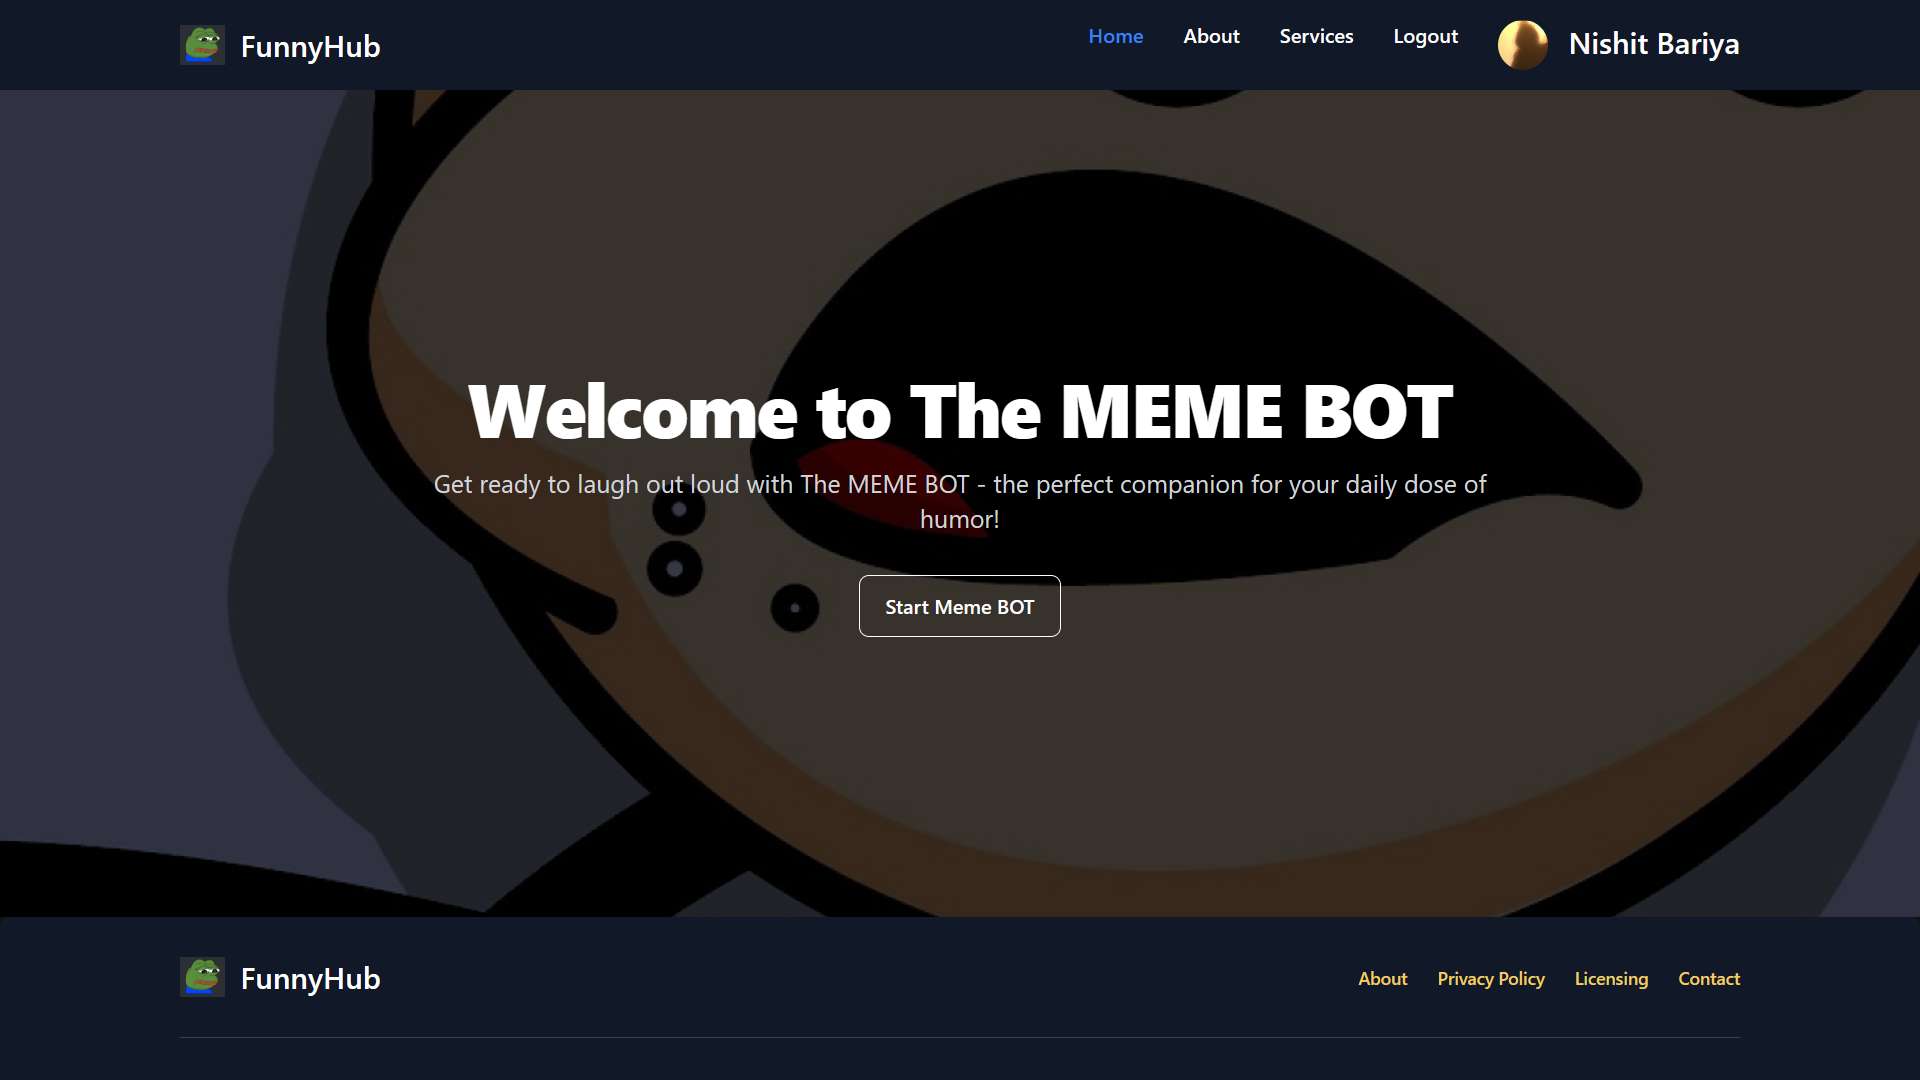 FunnyHub
Home About Services Logout Nishit Bariya
Welcome to The MEME BOT
Get ready to laugh out loud with The MEME BOT - the perfect companion for your daily dose of
humor!
Start Meme BOT
FunnyHub
About Privacy Policy Licensing Contact